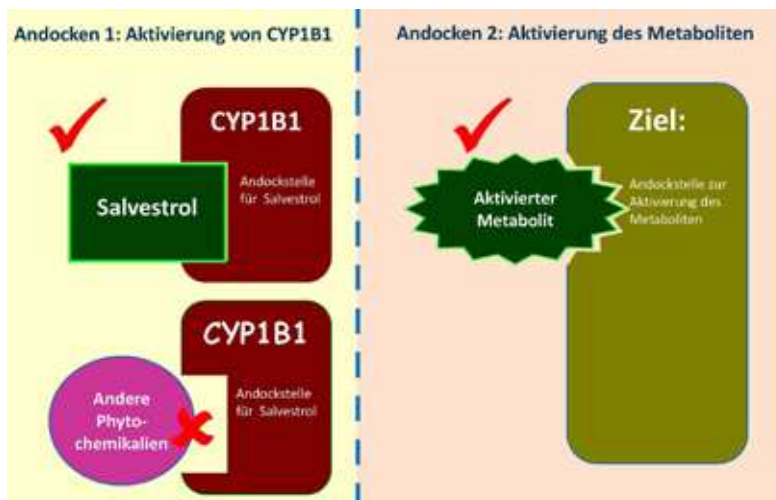 Andocken 1: Aktivierung von CYP1B1
CYP1B1
Salvestrol
Andockstelle
für Salvestrol
CYP1B1
Andere
Phyto-
chemikalien
Andockstelle
für Salvestrol
Andocken 2: Aktivierung des Metaboliten
Ziel:
Aktivierter
Metabolit
Andockstelle zur
Aktivierung des
Metaboliten